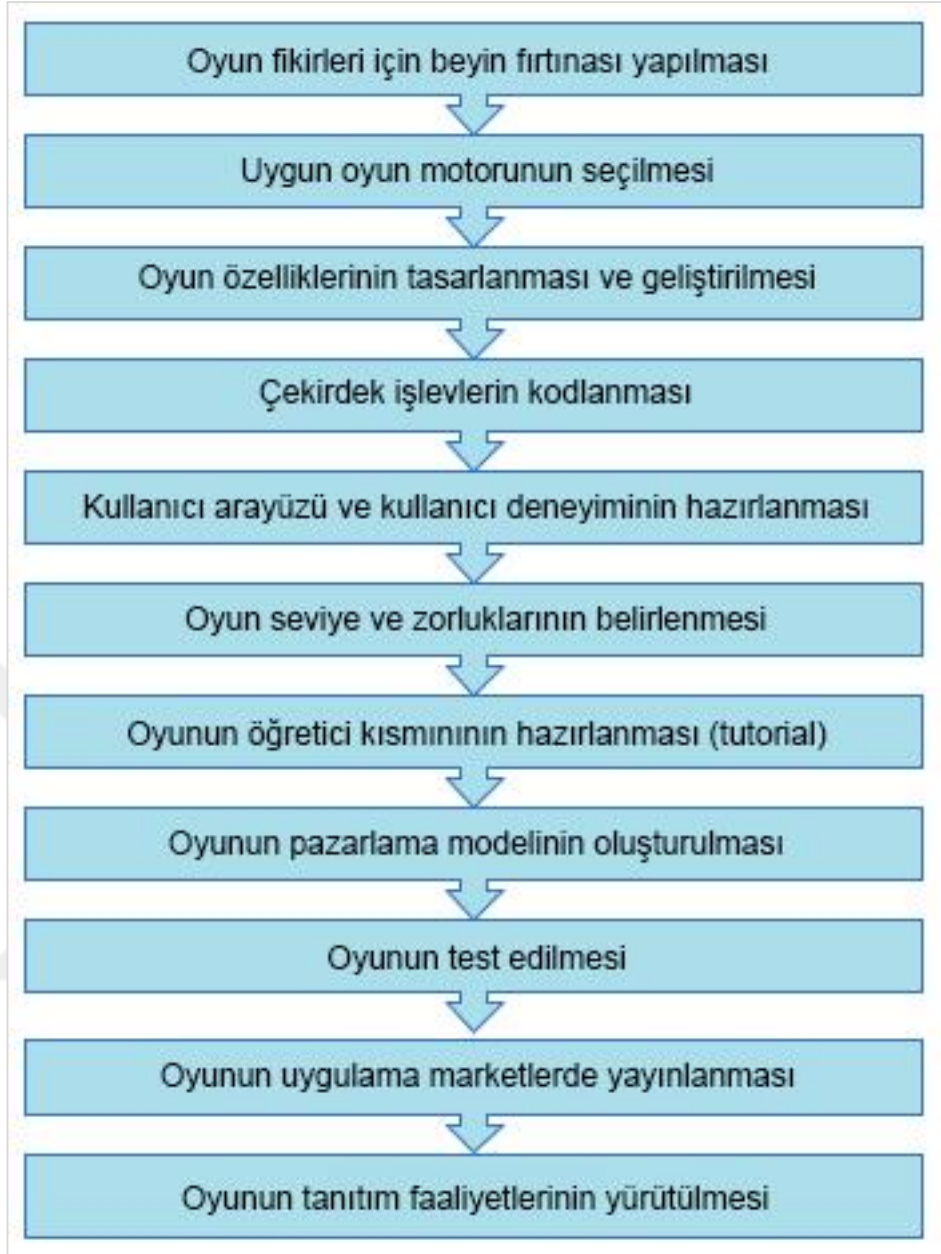 Oyun fikirleri için beyin fırtınası yapılması
Uygun oyun motorunun seçilmesi
Oyun özelliklerinin tasarlanması ve geliştirilmesi
Çekirdek işlevlerin kodlanması
Kullanıcı arayüzü ve kullanıcı deneyiminin hazırlanması
Oyun seviye ve zorluklarının belirlenmesi
Oyunun öğretici kısmınının hazırlanması (tutorial)
Oyunun pazarlama modelinin oluşturulması
Oyunun test edilmesi
Oyunun uygulama marketlerde yayınlanması
Oyunun tanıtım faaliyetlerinin yürütülmesi